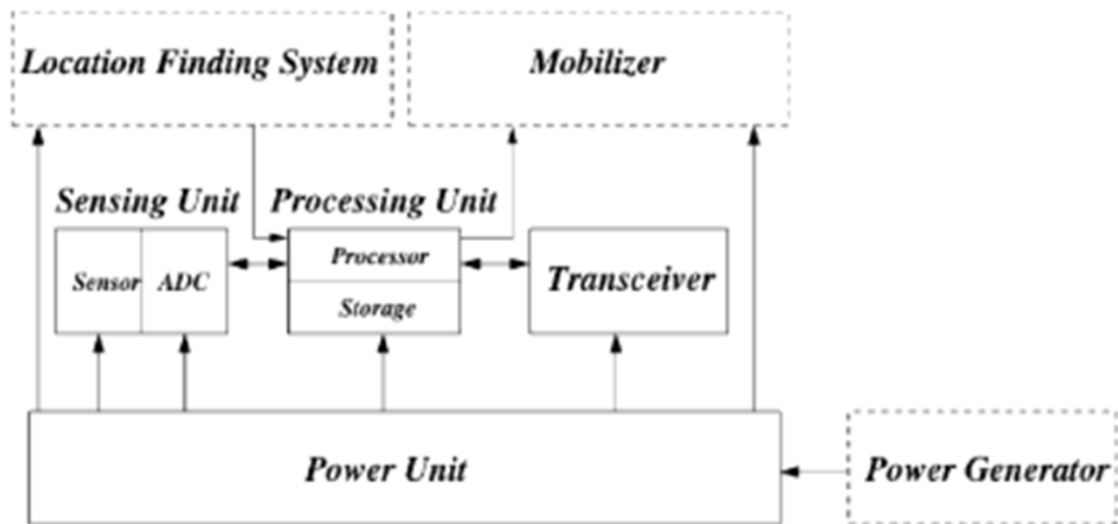 Location Finding System
Mobilizer
Sensing Unit
Processing Unit
Sensor
ADC
Processor
Storage
Transceiver
Power Unit
Power Generator